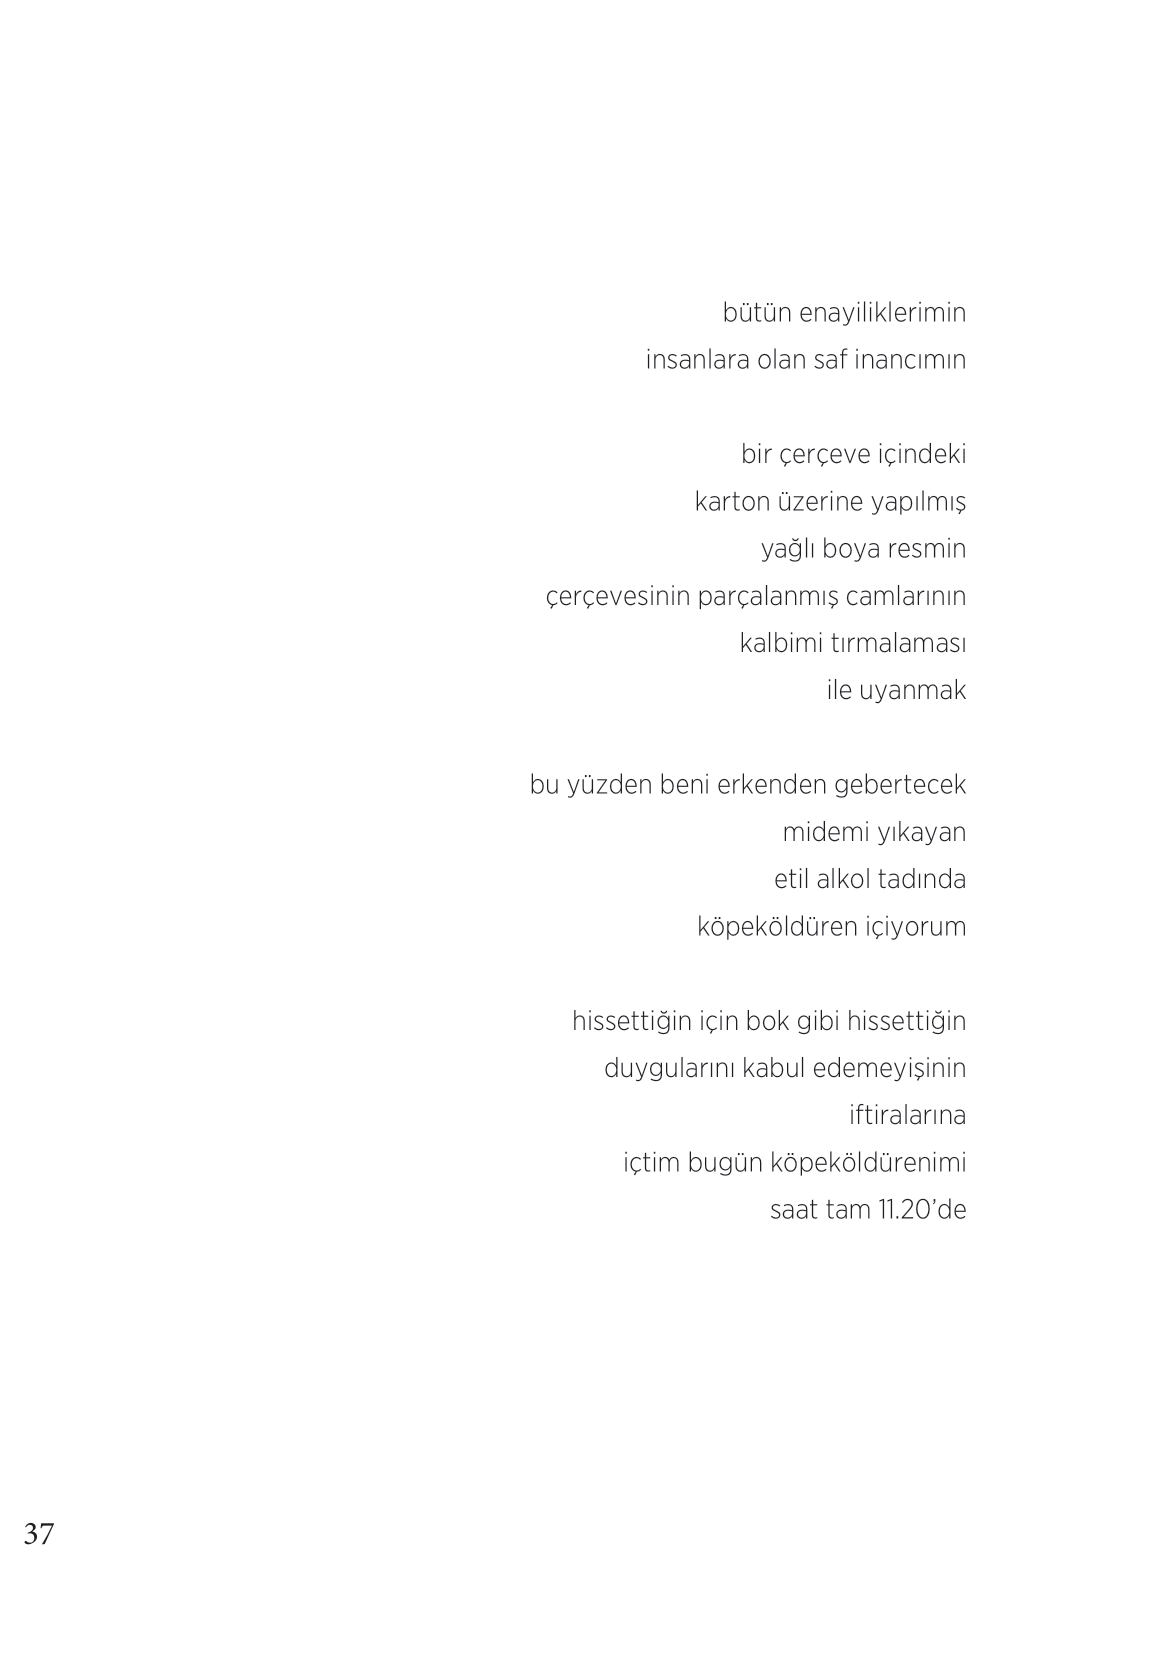 bütün enayiliklerimin
insanlara olan saf inancımın

bir çerçeve içindeki
karton üzerine yapılmış
yağlı boya resmin
çerçevesinin parçalanmış camlarının
kalbimi tırmalaması
ile uyanmak

bu yüzden beni erkenden gebertecek
midemi yıkayan
etil alkol tadında
köpeköldüren içiyorum

hissettiğin için bok gibi hissettiğin
duygularını kabul edemeyişinin
iftiralarına
içtim bugün köpeköldürenimi
saat tam 11.20’de

37